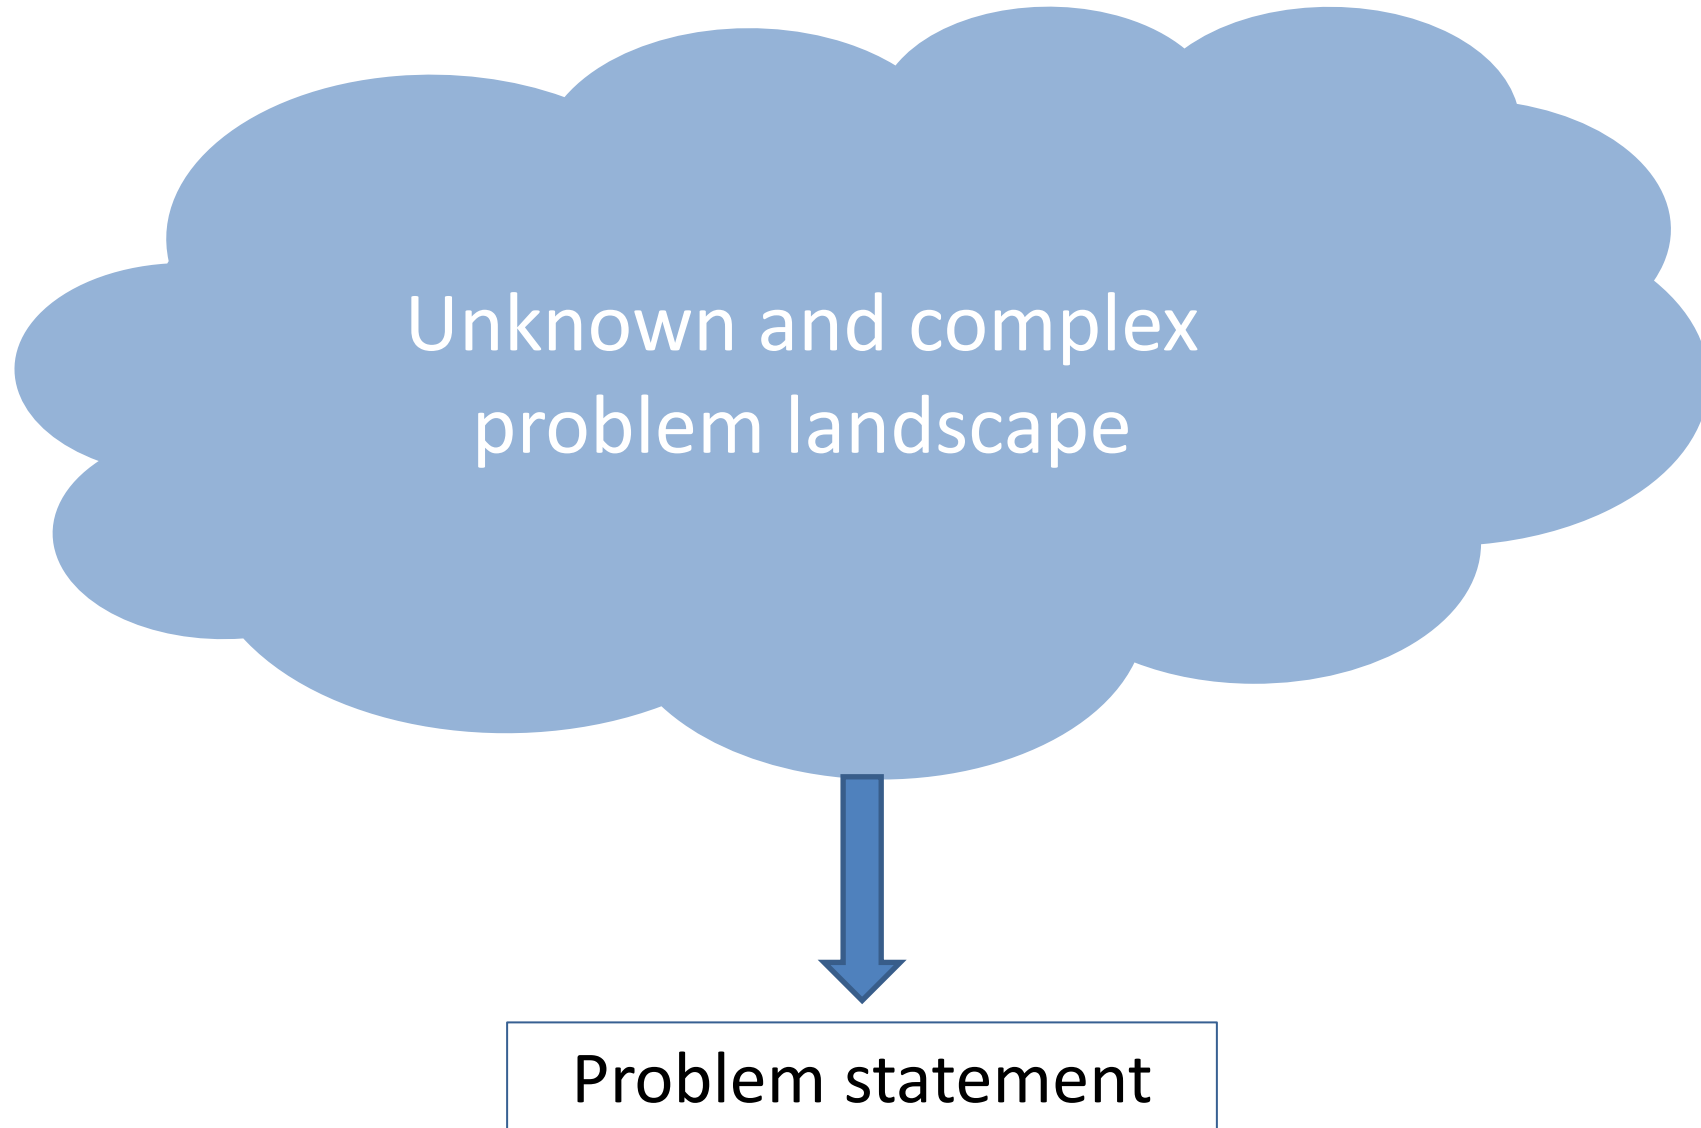 Unknown and complex
problem landscape
Problem statement